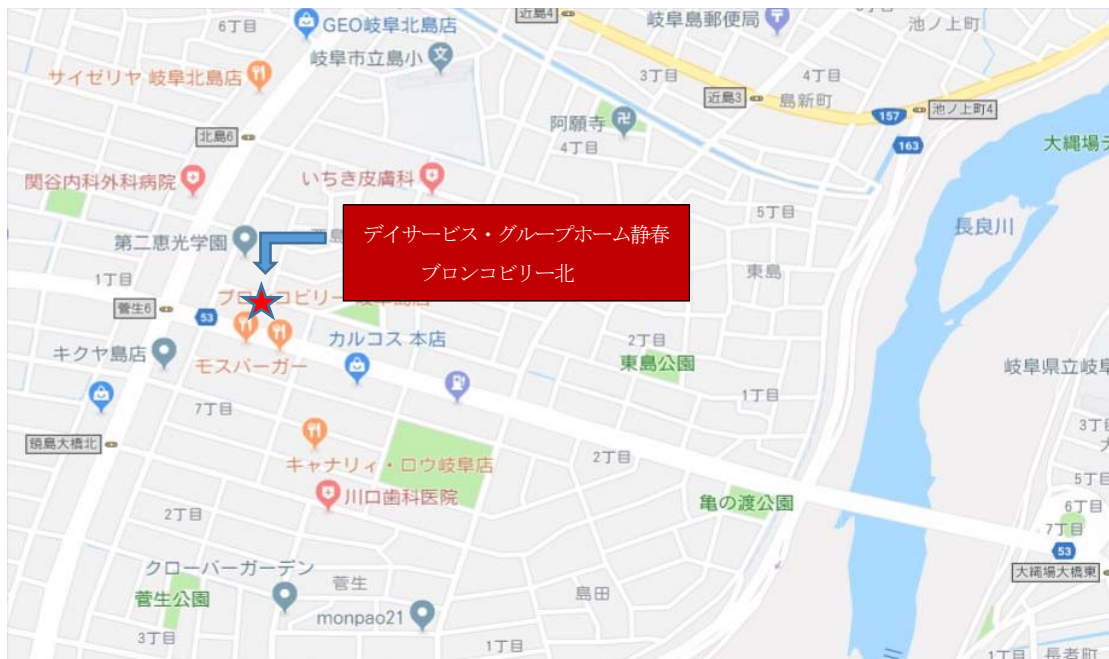 6丁目
GEO岐阜北島店
近島4
岐阜島郵便局
池ノ上町
岐阜市立島小
サイゼリヤ 岐阜北島店
3丁目
4丁目
近島3
島新町
157
池ノ上町4
北島6
阿願寺
4丁目
163
大縄場
関谷内科外科病院
いちき皮膚科
5丁目
長良川
第二恵光学園
デイサービス・グループホーム静春
ブロンコビリー北
東島
1丁目
菅生6
53
キクヤ島店
モスバーガー
カルコス 本店
2丁目
東島公園
岐阜県立岐阜
1丁目
7丁目
鏡島大橋北
3丁目
キャナリィ・ロウ岐阜店
2丁目
川口歯科医院
亀の渡公園
5丁目
6丁目
7丁目
2丁目
53
大縄場大橋東
クローバーガーデン
菅生
菅生公園
島田
monpao21
3丁目
1丁目
1丁目
長者町